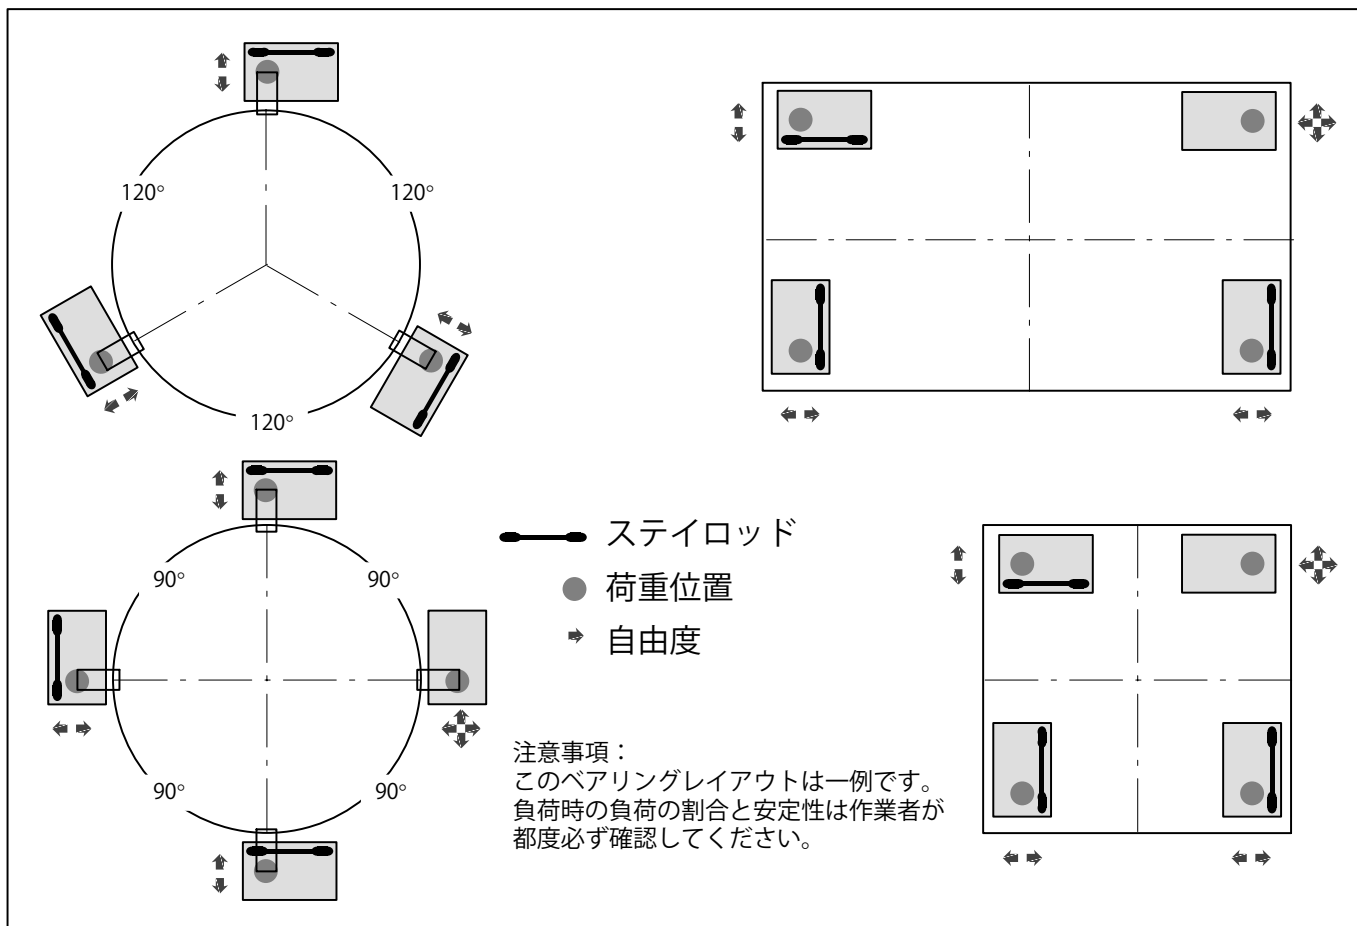 120°
120°
120°
90°
90°
90°
90°
ステイロッド
荷重位置
自由度
注意事項：
このベアリングレイアウトは一例です。
負荷時の負荷の割合と安定性は作業者が
都度必ず確認してください。